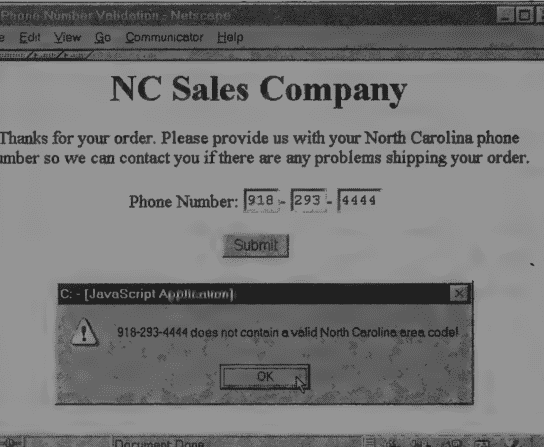 Phone Number Validation - Netscape
Edit View Go Communicator Help
NC Sales Company
Thanks for your order. Please provide us with your North Carolina phone
mber so we can contact you if there are any problems shipping your order.
Phone Number: 918 - 293 - 4444
Submit
C: - [JavaScript Application]
918-293-4444 does not contain a valid North Carolina area code!
OK
Document Done